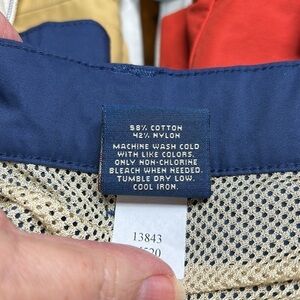 58% COTTON
42% NYLON
MACHINE WASH COLD
WITH LIKE COLORS,
ONLY NON-CHLORINE
BLEACH WHEN NEEDED.
TUMBLE DRY LOW.
COOL IRON.
13843